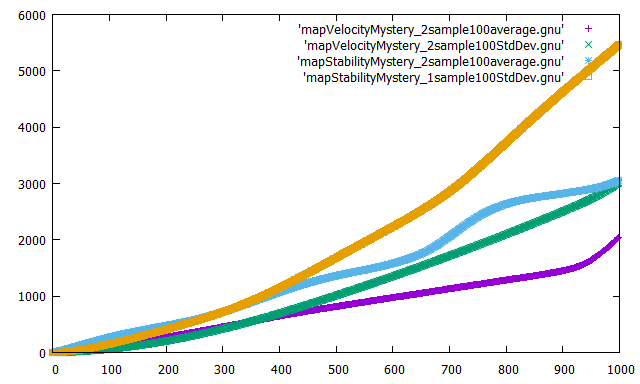 6000
5000
4000
3000
2000
1000
0
'mapVelocityMystery_2sample100average.gnu'
'mapVelocityMystery_2sample100StdDev.gnu'
'mapStabilityMystery_2sample100average.gnu'
'mapStabilityMystery_1sample100StdDev.gnu'
0 100 200 300 400 500 600 700 800 900 1000